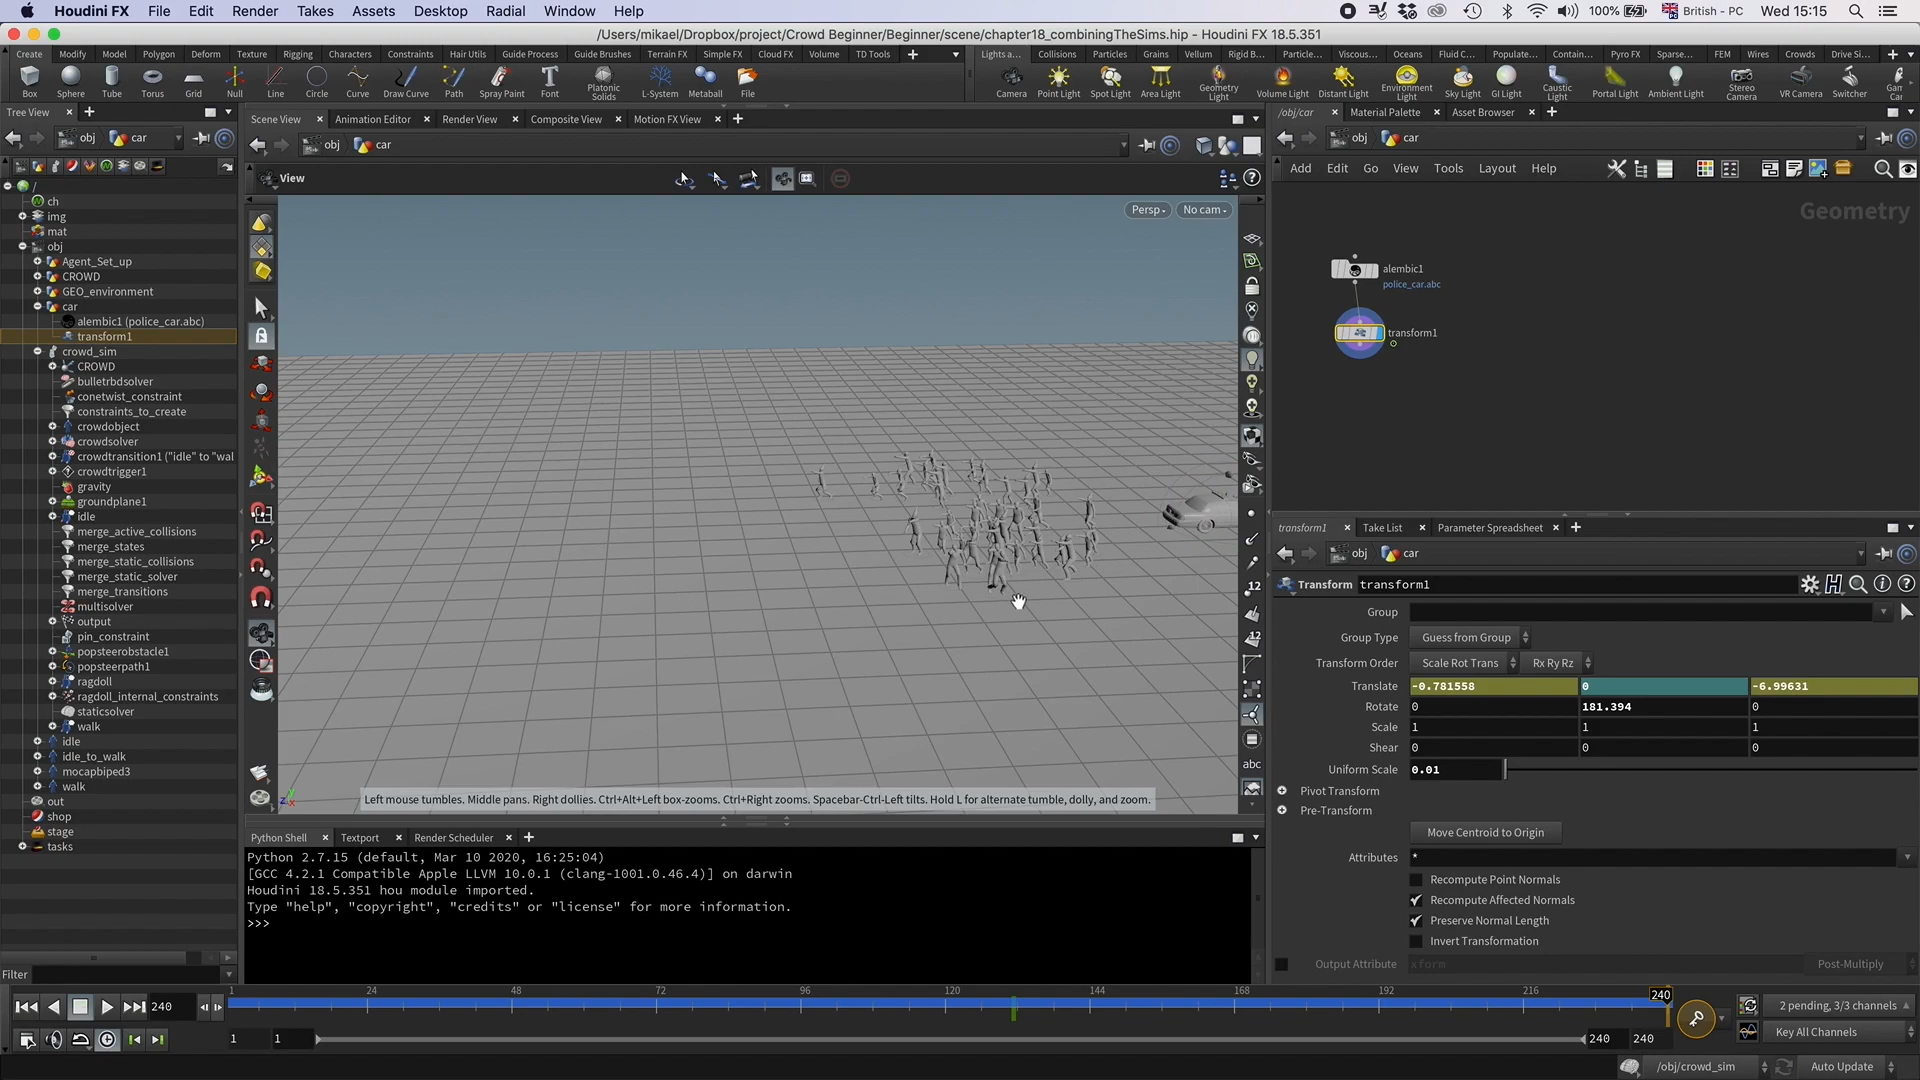 Houdini FX File Edit Render Takes Assets Desktop Radial Window Help 100% British - PC Wed 15:15
/Users/mikael/Dropbox/project/Crowd Beginner/Beginner/scene/chapter18_combiningTheSims.hip - Houdini FX 18.5.351
Create Modify Model Polygon Deform Texture Rigging Characters Constraints Hair Utils Guide Process Guide Brushes Terrain FX Simple FX Cloud FX Volume TD Tools
Lights a... Collisions Particles Grains Vellum Rigid B... Particle... Viscous... Oceans Fluid C... Populate... Contain... Pyro FX Sparse... FEM Wires Crowds Drive Si...
Box Sphere Tube Torus Grid Null Line Circle Curve Draw Curve Path Spray Paint Font Platonic Solids L-System Metaball File
Camera Point Light Spot Light Area Light Geometry Light Volume Light Distant Light Environment Light Sky Light GI Light Caustic Light Portal Light Ambient Light Stereo Camera VR Camera Switcher
Tree View
obj car
/
ch
img
mat
obj
Agent_Set_up
CROWD
GEO_environment
car
alembic1 (police_car.abc)
transform1
crowd_sim
CROWD
bulletrbdsolver
conetwist_constraint
constraints_to_create
crowdobject
crowdsolver
crowdtransition1 ("idle" to "wal
crowdtrigger1
gravity
groundplane1
idle
merge_active_collisions
merge_states
merge_static_collisions
merge_static_solver
merge_transitions
multisolver
output
pin_constraint
popsteerobstacle1
popsteerpath1
ragdoll
ragdoll_internal_constraints
staticsolver
walk
idle
idle_to_walk
mocapbiped3
walk
out
shop
stage
tasks
Filter
Scene View Animation Editor Render View Composite View Motion FX View
obj car
View
Persp No cam
12
12
abc
Left mouse tumbles. Middle pans. Right dollies. Ctrl+Alt+Left box-zooms. Ctrl+Right zooms. Spacebar-Ctrl-Left tilts. Hold L for alternate tumble, dolly, and zoom.
Python Shell Textport Render Scheduler
Python 2.7.15 (default, Mar 10 2020, 16:25:04)
[GCC 4.2.1 Compatible Apple LLVM 10.0.1 (clang-1001.0.46.4)] on darwin
Houdini 18.5.351 hou module imported.
Type "help", "copyright", "credits" or "license" for more information.
>>>
/obj/car Material Palette Asset Browser
obj car
Add Edit Go View Tools Layout Help
Geometry
alembic1
police_car.abc
transform1
transform1 Take List Parameter Spreadsheet
obj car
Transform transform1
Group
Group Type Guess from Group
Transform Order Scale Rot Trans Rx Ry Rz
Translate -0.781558 0 -6.99631
Rotate 0 181.394 0
Scale 1 1 1
Shear 0 0 0
Uniform Scale 0.01
Pivot Transform
Pre-Transform
Move Centroid to Origin
Attributes *
Recompute Point Normals
Recompute Affected Normals
Preserve Normal Length
Invert Transformation
Output Attribute xform Post-Multiply
240 1 24 48 72 96 120 144 168 192 216 240
2 pending, 3/3 channels
1 1 240 240
Key All Channels
/obj/crowd_sim Auto Update